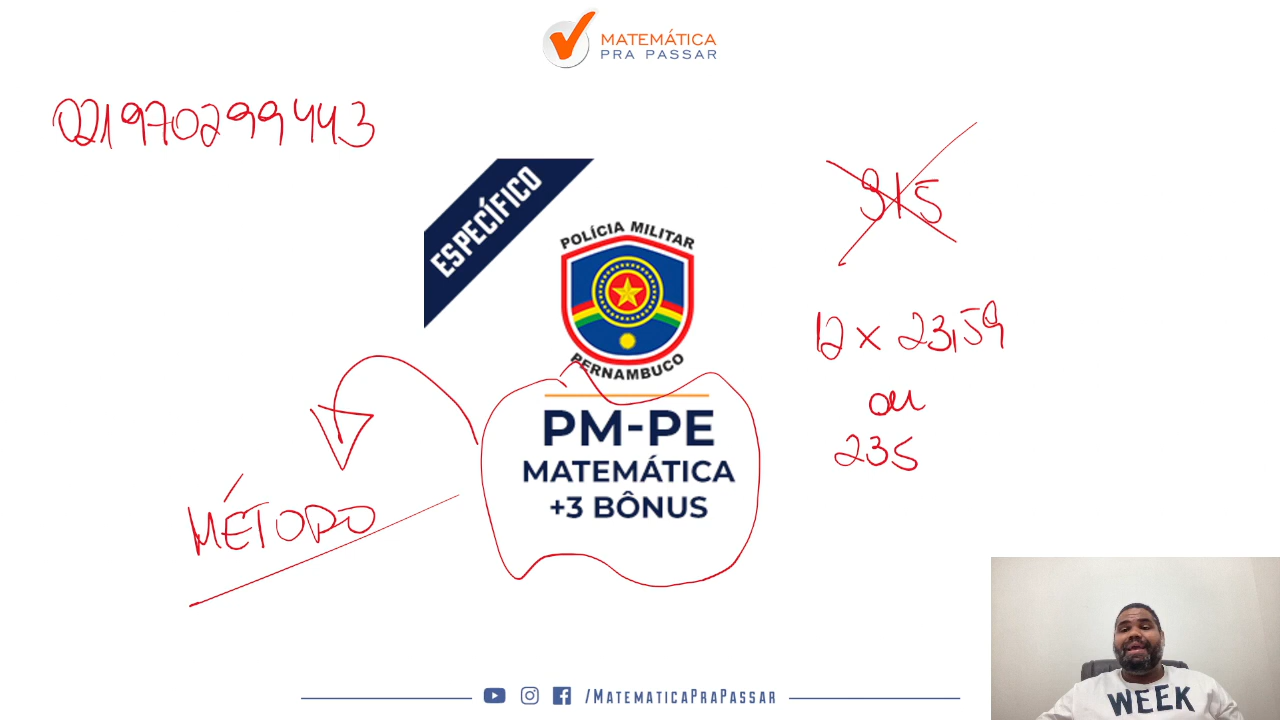 MATEMÁTICA
PRA PASSAR
021970299443
ESPECÍFICO
POLÍCIA MILITAR
PERNAMBUCO
315
12 x 23,59
ou
235
PM-PE
MATEMÁTICA
+3 BÔNUS
MÉTODO
WEEK
/MATEMATICAPRAPASSAR